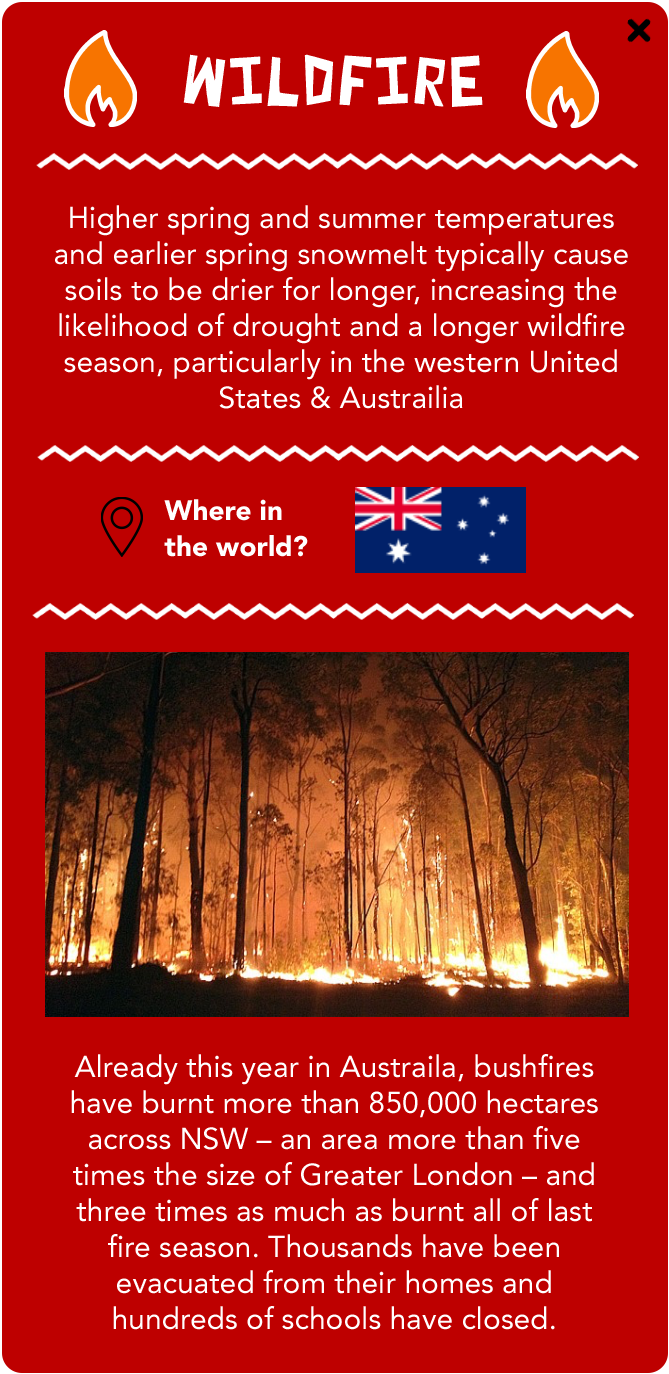 WILDFIRE
Higher spring and summer temperatures
and earlier spring snowmelt typically cause
soils to be drier for longer, increasing the
likelihood of drought and a longer wildfire
season, particularly in the western United
States & Austrailia
Where in
the world?
Already this year in Austraila, bushfires
have burnt more than 850,000 hectares
across NSW – an area more than five
times the size of Greater London – and
three times as much as burnt all of last
fire season. Thousands have been
evacuated from their homes and
hundreds of schools have closed.